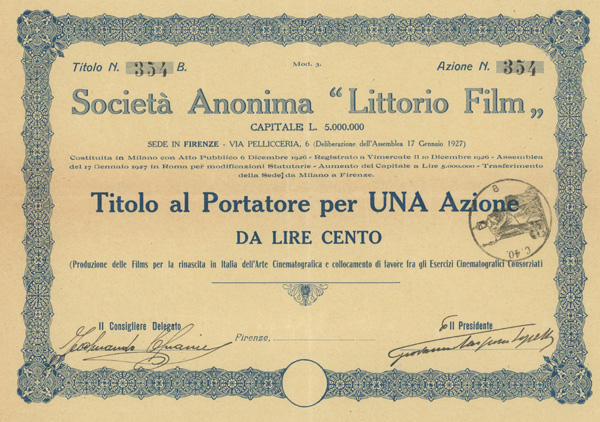 Titolo N. 354 B.
Mod. 3.
Azione N. 354
Società Anonima “Littorio Film„
CAPITALE L. 5.000.000
SEDE IN FIRENZE - VIA PELLICCERIA, 6 (Deliberazione dell'Assemblea 17 Gennaio 1927)
Costituita in Milano con Atto Pubblico 6 Dicembre 1926 - Registrato a Vimercate il 10 Dicembre 1926 - Assemblea
del 17 Gennaio 1927 in Roma per modificazioni Statutarie - Aumento del Capitale a Lire 5.000.000 - Trasferimento
della Sede da Milano a Firenze.
Titolo al Portatore per UNA Azione
DA LIRE CENTO
(Produzione delle Films per la rinascita in Italia dell'Arte Cinematografica e collocamento di favore fra gli Esercizi Cinematografici Consorziati)
C. 40.
8
Il Consigliere Delegato
Firenze,
Il Presidente